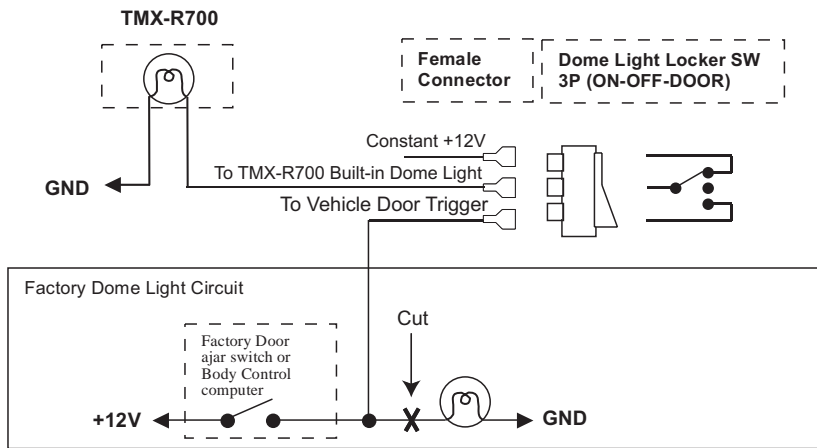 TMX-R700
Female
Connector
Dome Light Locker SW
3P (ON-OFF-DOOR)
Constant +12V
To TMX-R700 Built-in Dome Light
GND
To Vehicle Door Trigger
Factory Dome Light Circuit
Cut
Factory Door
ajar switch or
Body Control
computer
+12V
GND